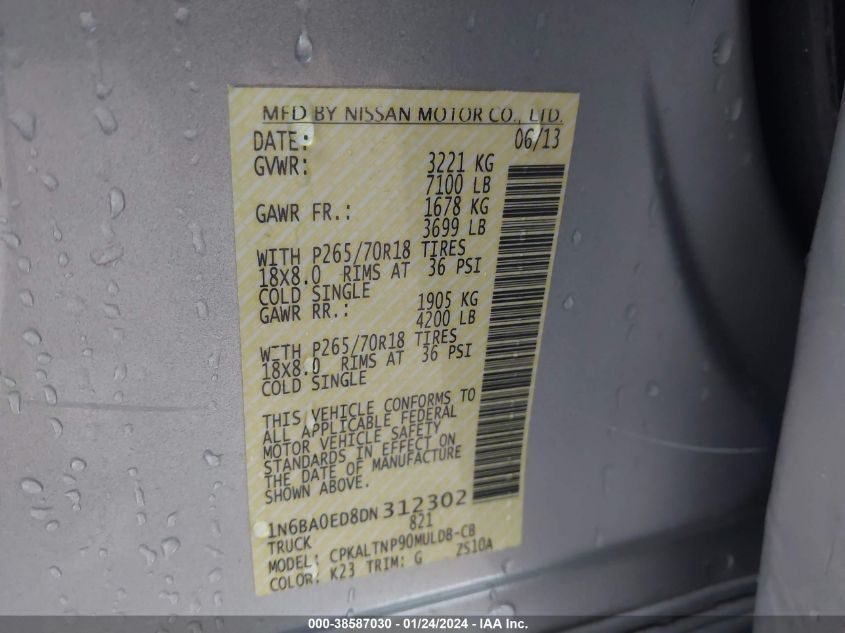 MFD BY NISSAN MOTOR CO., LTD.
DATE: 06/13
GVWR: 3221 KG
7100 LB
GAWR FR.: 1678 KG
3699 LB
WITH P265/70R18 TIRES
18X8.0 RIMS AT 36 PSI
COLD SINGLE
GAWR RR.: 1905 KG
4200 LB
WITH P265/70R18 TIRES
18X8.0 RIMS AT 36 PSI
COLD SINGLE
THIS VEHICLE CONFORMS TO
ALL APPLICABLE FEDERAL
MOTOR VEHICLE SAFETY
STANDARDS IN EFFECT ON
THE DATE OF MANUFACTURE
SHOWN ABOVE.
1N6BA0ED8DN312302
TRUCK 821
MODEL: CPKALTNP90MULDB-CB
COLOR: K23 TRIM: G ZS10A
000-38587030 - 01/24/2024 - IAA Inc.